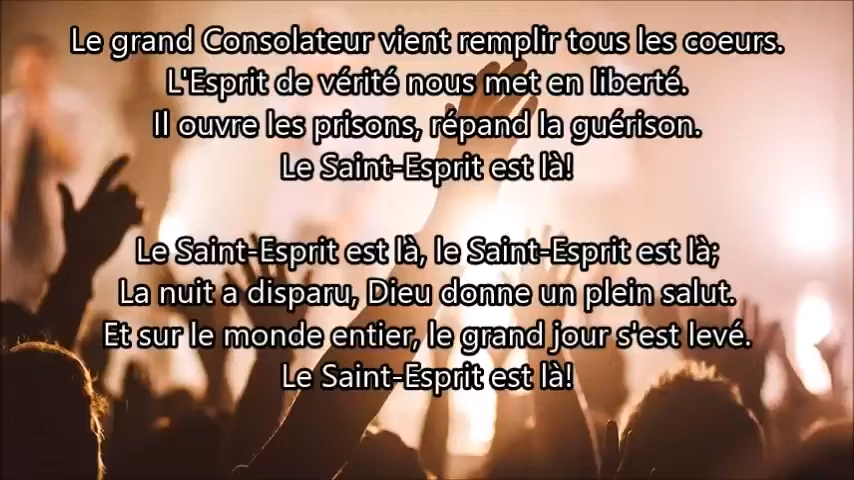 Le grand Consolateur vient remplir tous les coeurs.
L'Esprit de vérité nous met en liberté.
Il ouvre les prisons, répand la guérison.
Le Saint-Esprit est là!
Le Saint-Esprit est là, le Saint-Esprit est là;
La nuit a disparu, Dieu donne un plein salut.
Et sur le monde entier, le grand jour s'est levé.
Le Saint-Esprit est là!